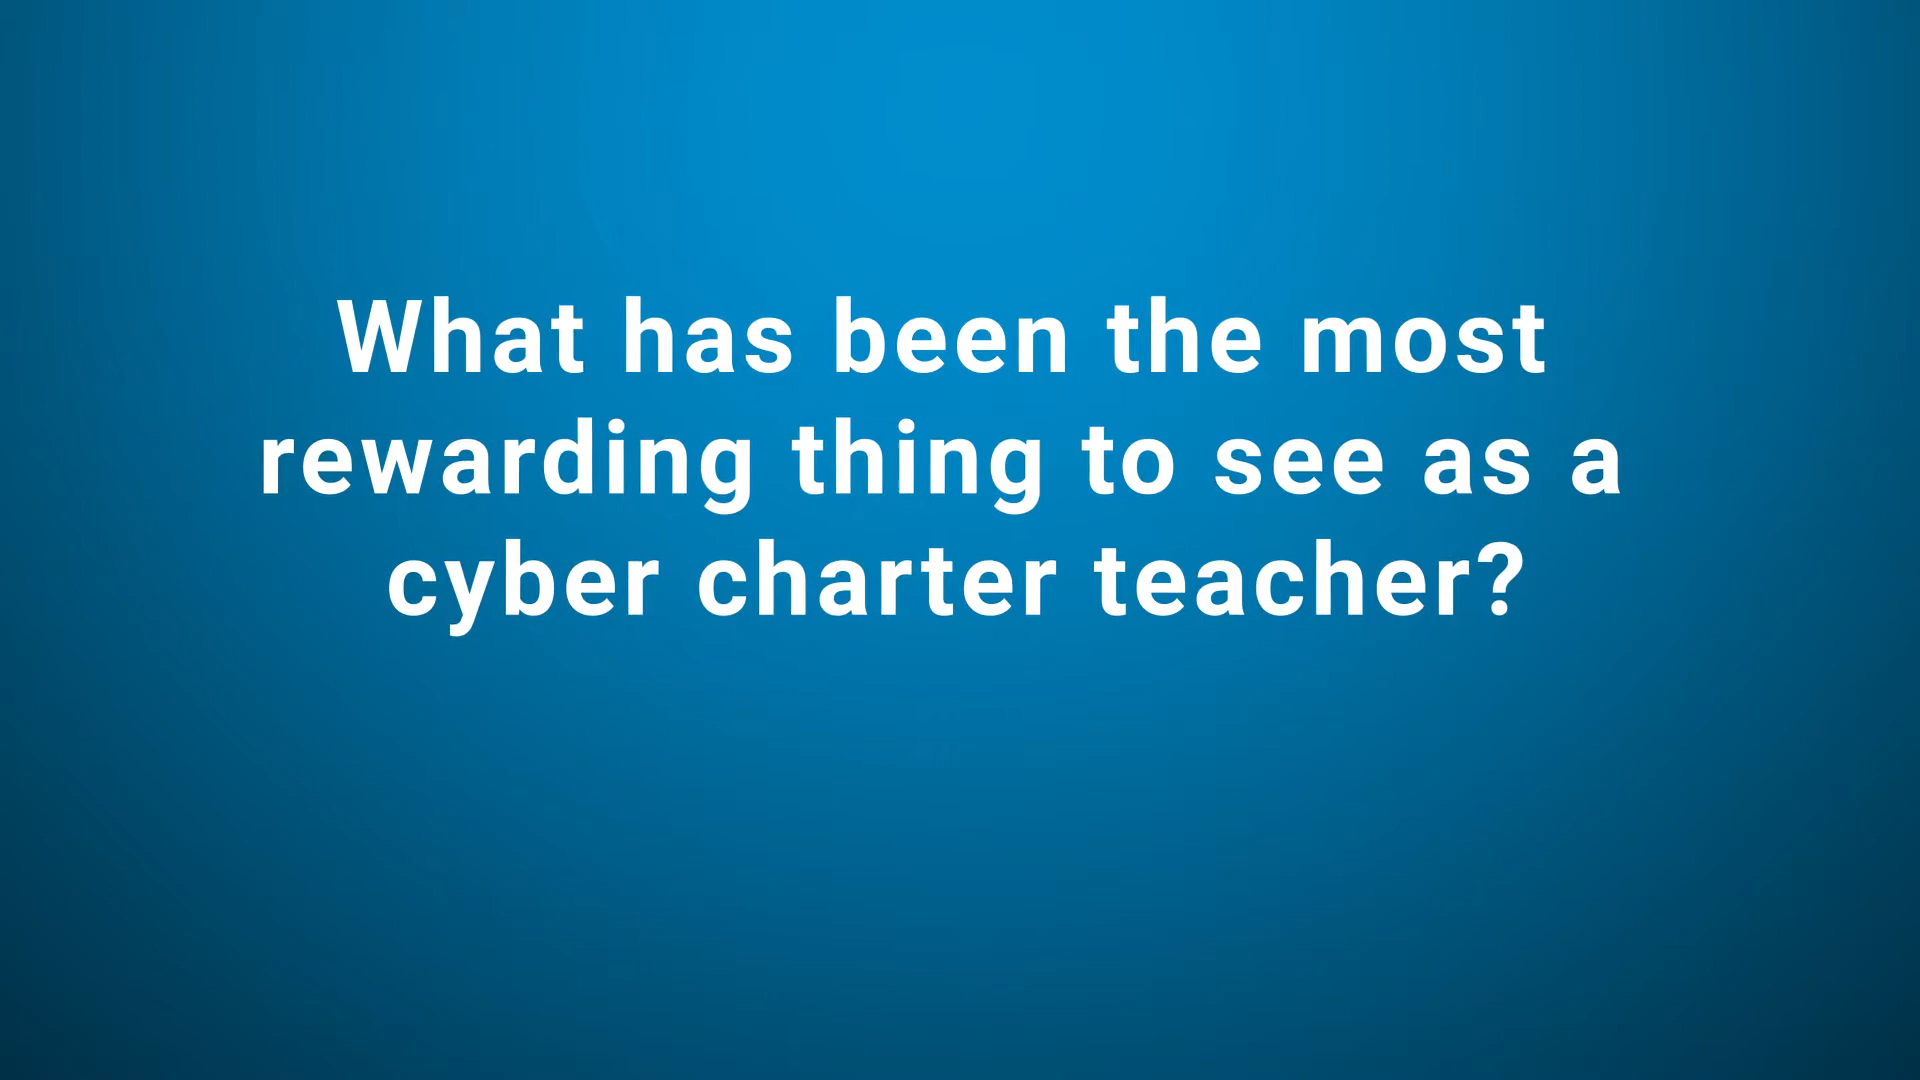 What has been the most
rewarding thing to see as a
cyber charter teacher?